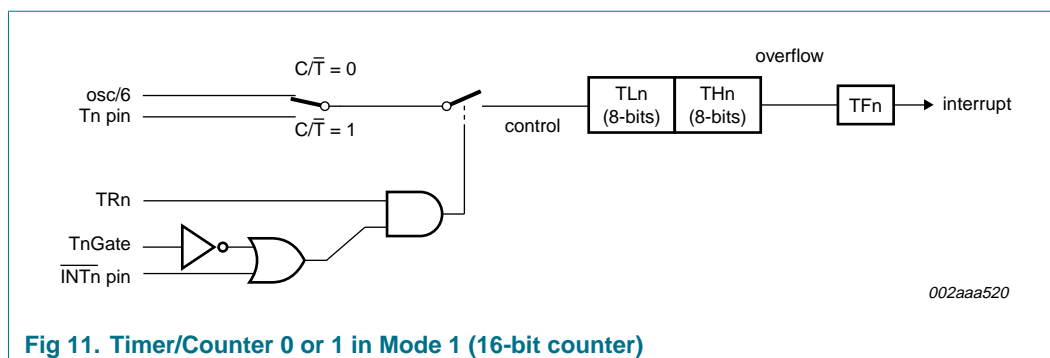 C/T̅ = 0
overflow
osc/6
Tn pin
C/T̅ = 1
control
TLn
(8-bits)
THn
(8-bits)
TFn
interrupt
TRn
TnGate
I̅N̅T̅n̅ pin
002aaa520
Fig 11. Timer/Counter 0 or 1 in Mode 1 (16-bit counter)